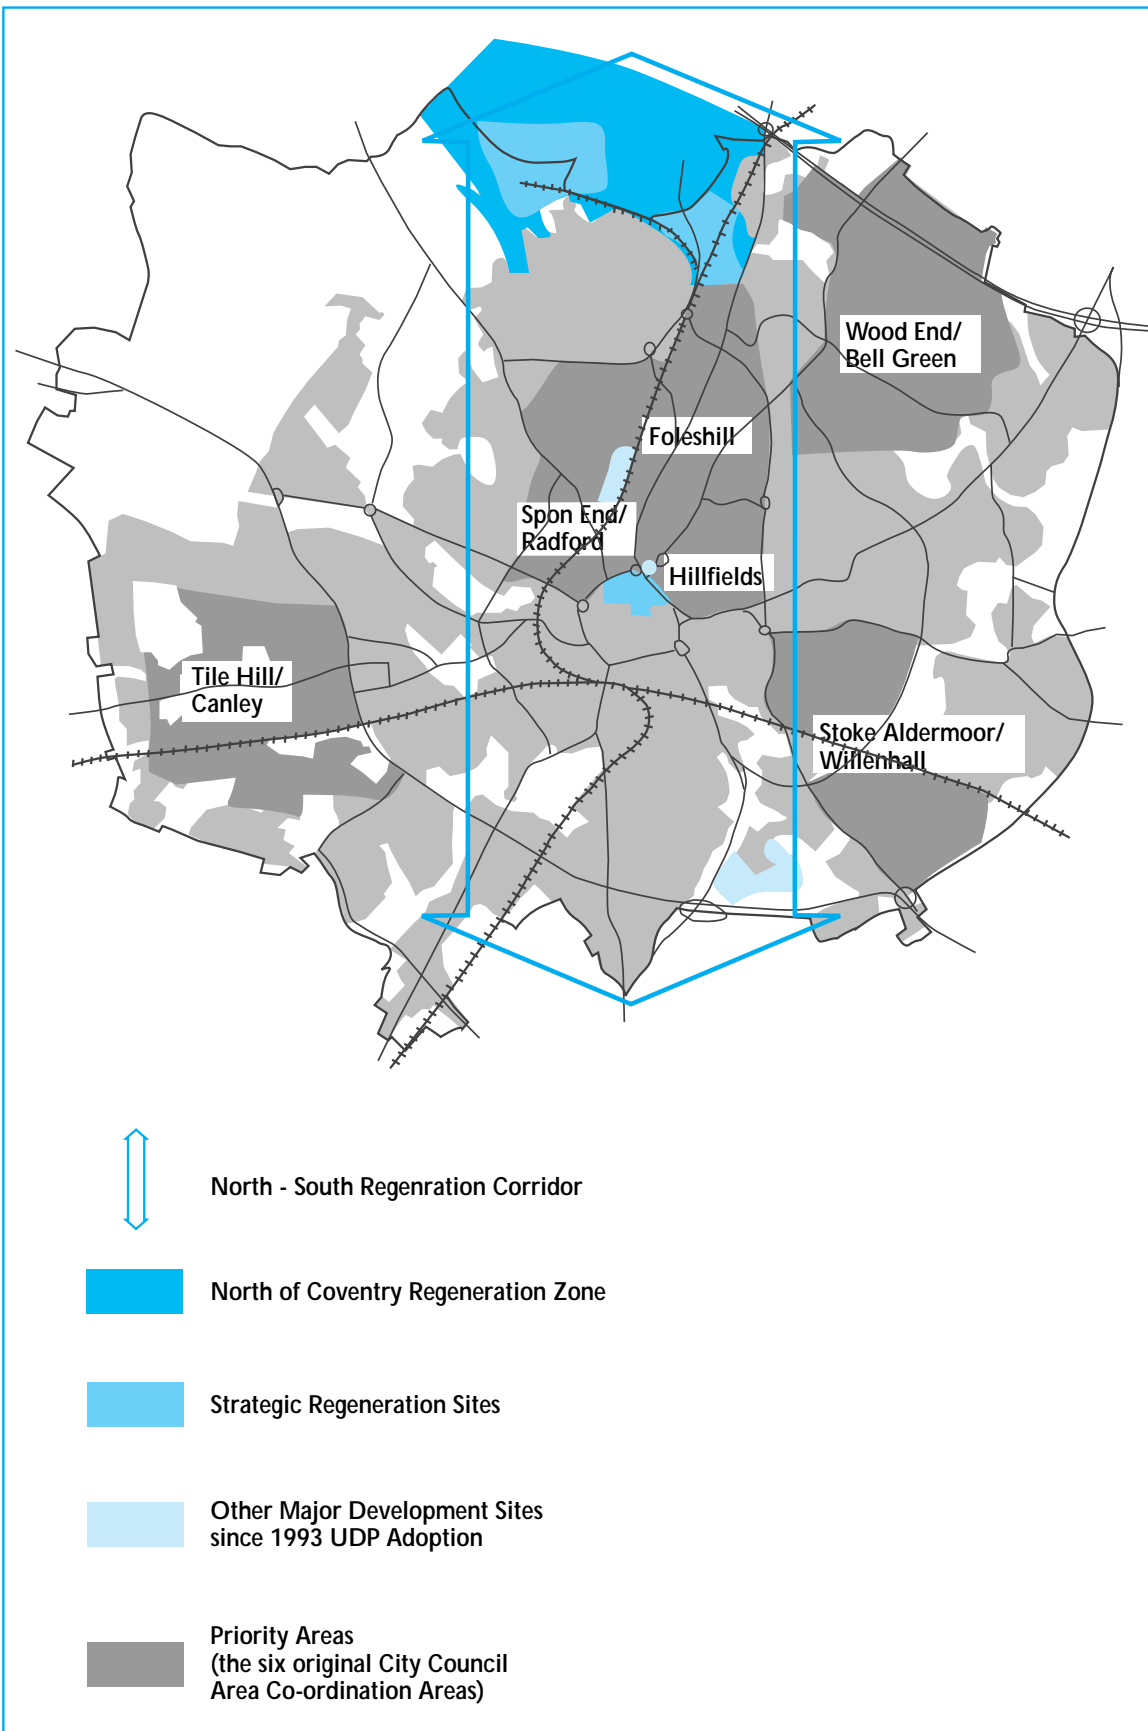 Wood End/
Bell Green
Foleshill
Spon End/
Radford
Hillfields
Tile Hill/
Canley
Stoke Aldermoor/
Willenhall
North - South Regenration Corridor
North of Coventry Regeneration Zone
Strategic Regeneration Sites
Other Major Development Sites
since 1993 UDP Adoption
Priority Areas
(the six original City Council
Area Co-ordination Areas)